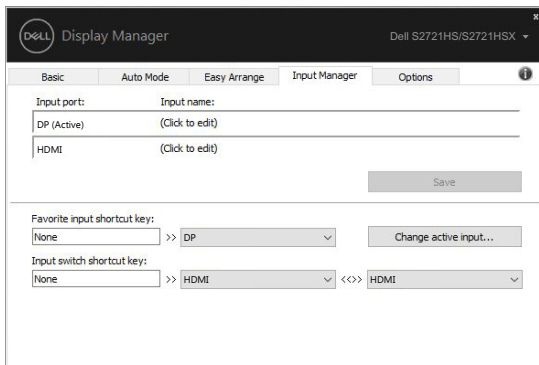 DELL Display Manager Dell S2721HS/S2721HSX
x
Basic Auto Mode Easy Arrange Input Manager Options
Input port: Input name:
DP (Active) (Click to edit)
HDMI (Click to edit)
Save
Favorite input shortcut key:
None >> DP Change active input...
Input switch shortcut key:
None >> HDMI <<>> HDMI